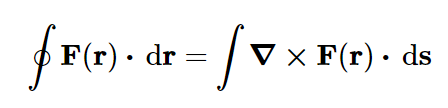 ∮ 𝐅(𝐫) · d𝐫 = ∫ 𝛁 × 𝐅(𝐫) · d𝐬